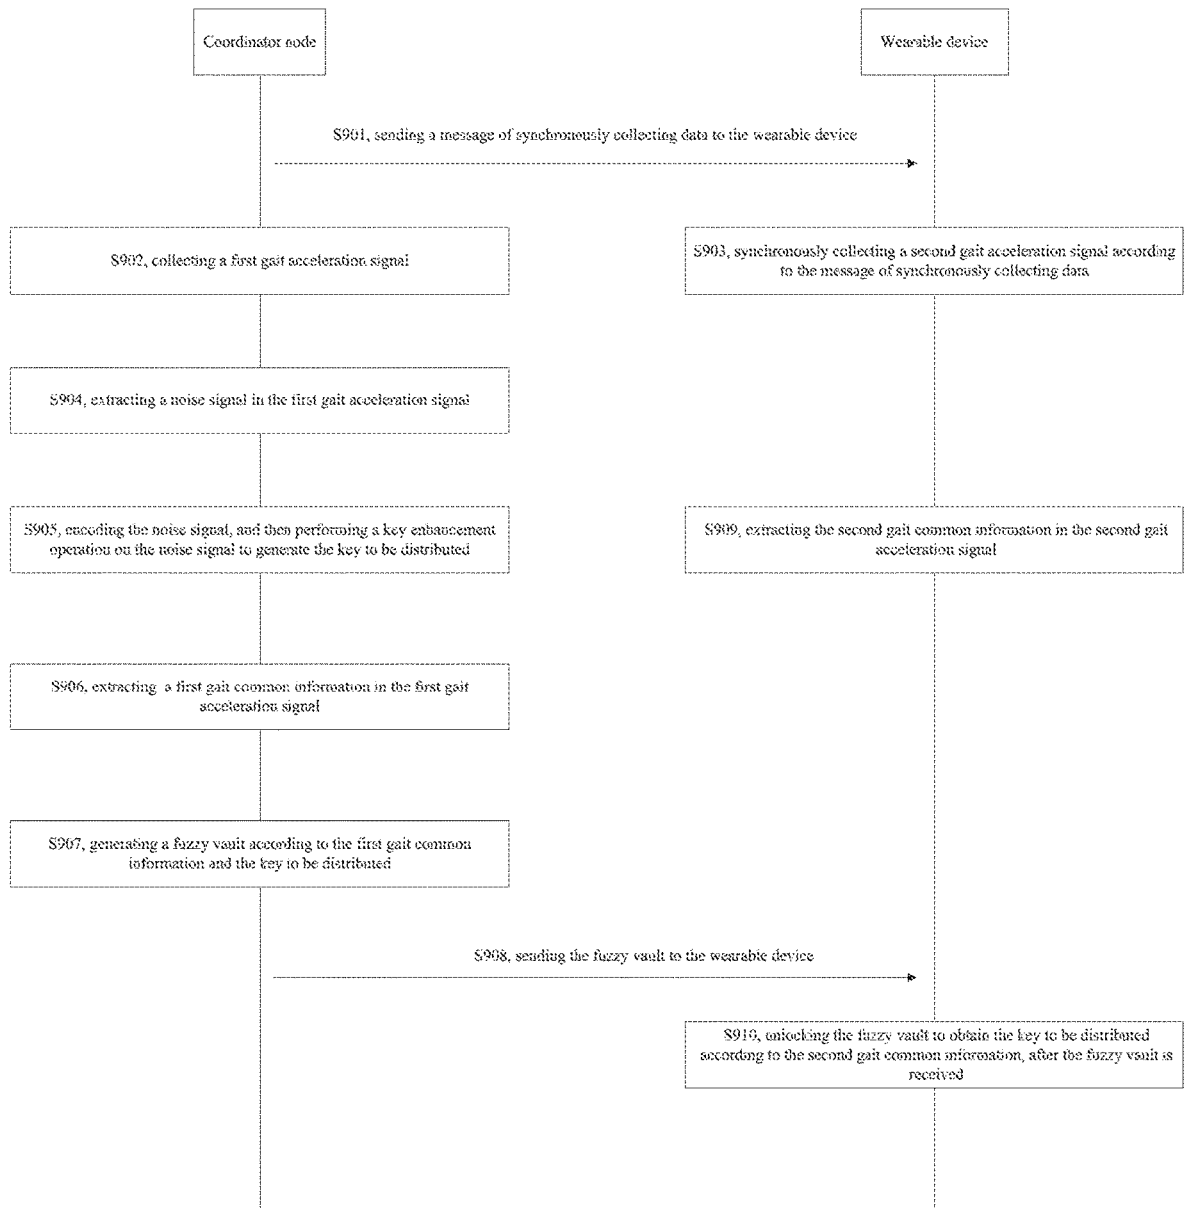 Coordinator node
Wearable device
S901, sending a message of synchronously collecting data to the wearable device
S902, collecting a first gait acceleration signal
S903, synchronously collecting a second gait acceleration signal according
to the message of synchronously collecting data
S904, extracting a noise signal in the first gait acceleration signal
S905, encoding the noise signal, and then performing a key enhancement
operation on the noise signal to generate the key to be distributed
S909, extracting the second gait common information in the second gait
acceleration signal
S906, extracting a first gait common information in the first gait
acceleration signal
S907, generating a fuzzy vault according to the first gait common
information and the key to be distributed
S908, sending the fuzzy vault to the wearable device
S910, unlocking the fuzzy vault to obtain the key to be distributed
according to the second gait common information, after the fuzzy vault is
received